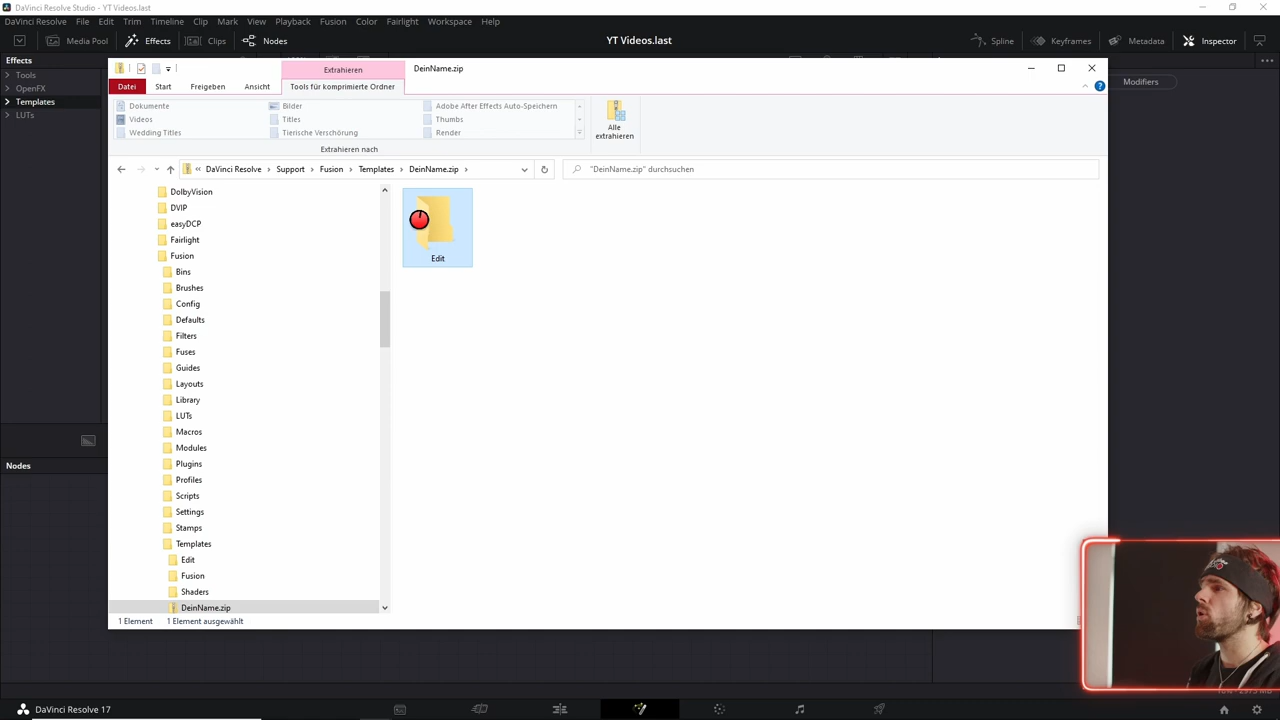 DaVinci Resolve Studio - YT Videos.last
DaVinci Resolve File Edit Trim Timeline Clip Mark View Playback Fusion Color Fairlight Workspace Help
Media Pool Effects Clips Nodes YT Videos.last Spline Keyframes Metadata Inspector
Effects
Tools
OpenFX
Templates
LUTs
Nodes
Modifiers
Extrahieren DeinName.zip
Datei Start Freigeben Ansicht Tools für komprimierte Ordner
Dokumente Bilder Adobe After Effects Auto-Speichern
Videos Titles Thumbs
Wedding Titles Tierische Verschörung Render
Alle
extrahieren
Extrahieren nach
« DaVinci Resolve › Support › Fusion › Templates › DeinName.zip ›
"DeinName.zip" durchsuchen
DolbyVision
DVIP
easyDCP
Fairlight
Fusion
Bins
Brushes
Config
Defaults
Filters
Fuses
Guides
Layouts
Library
LUTs
Macros
Modules
Plugins
Profiles
Scripts
Settings
Stamps
Templates
Edit
Fusion
Shaders
DeinName.zip
Edit
1 Element 1 Element ausgewählt
DaVinci Resolve 17